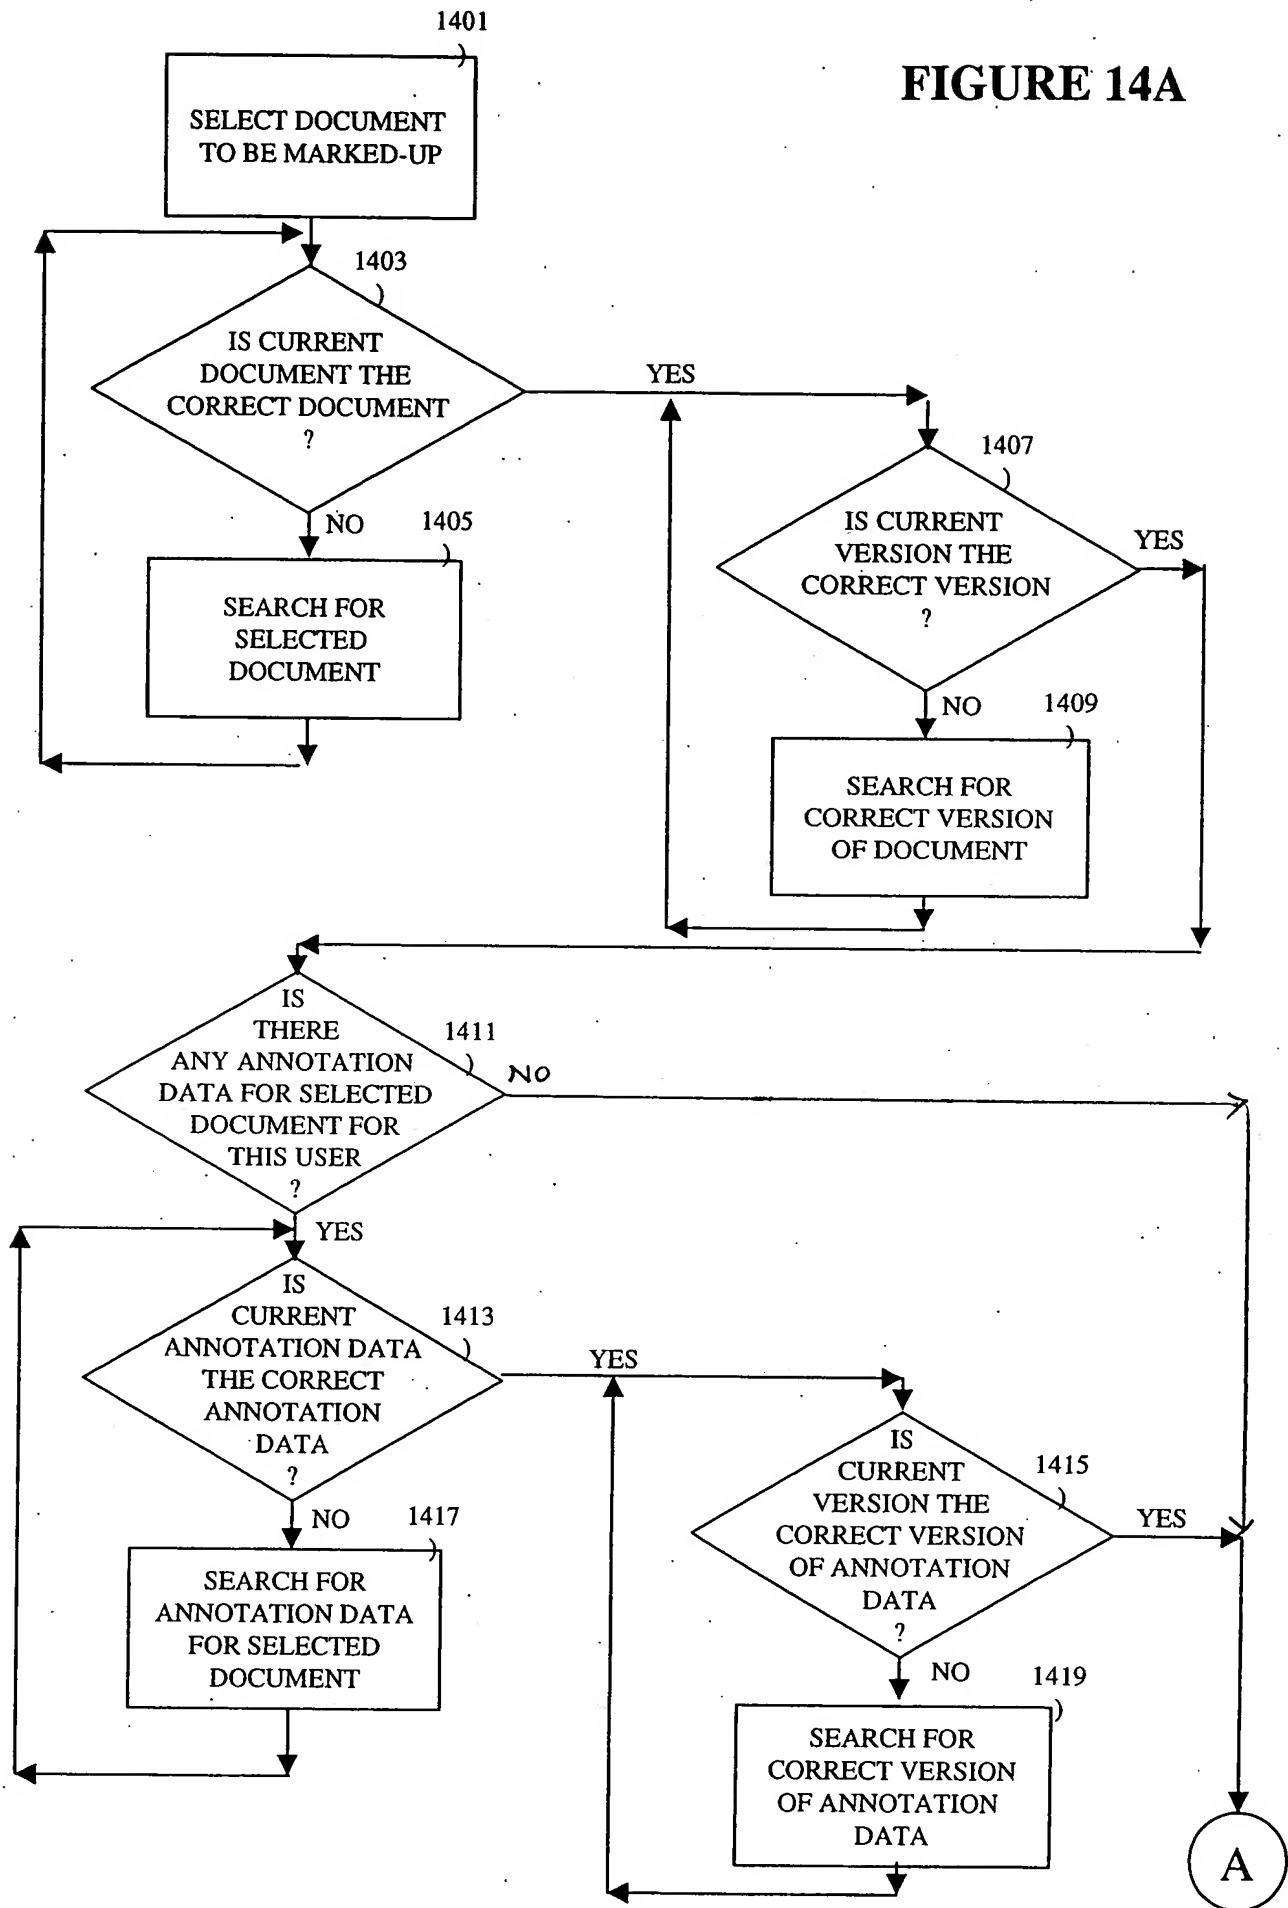 1401
FIGURE 14A
SELECT DOCUMENT
TO BE MARKED-UP
1403
IS CURRENT
DOCUMENT THE
CORRECT DOCUMENT
?
YES
NO
1405
SEARCH FOR
SELECTED
DOCUMENT
1407
IS CURRENT
VERSION THE
CORRECT VERSION
?
YES
NO
1409
SEARCH FOR
CORRECT VERSION
OF DOCUMENT
IS
THERE
ANY ANNOTATION
DATA FOR SELECTED
DOCUMENT FOR
THIS USER
?
1411
NO
YES
IS
CURRENT
ANNOTATION DATA
THE CORRECT
ANNOTATION
DATA
?
1413
YES
NO
1417
SEARCH FOR
ANNOTATION DATA
FOR SELECTED
DOCUMENT
IS
CURRENT
VERSION THE
CORRECT VERSION
OF ANNOTATION
DATA
?
1415
YES
NO
1419
SEARCH FOR
CORRECT VERSION
OF ANNOTATION
DATA
A